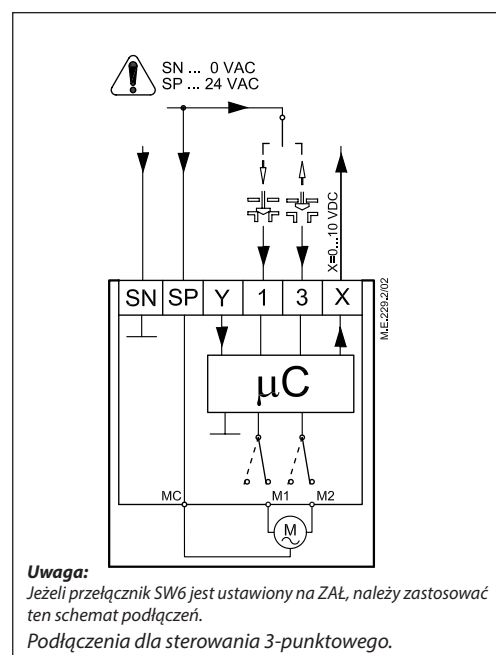 SN ... 0 VAC
SP ... 24 VAC
X=0...10 VDC
SN SP Y 1 3 X
M.E.229.2/02
µC
MC M1 M2
M
Uwaga:
Jeżeli przełącznik SW6 jest ustawiony na ZAŁ, należy zastosować
ten schemat podłączeń.
Podłączenia dla sterowania 3-punktowego.